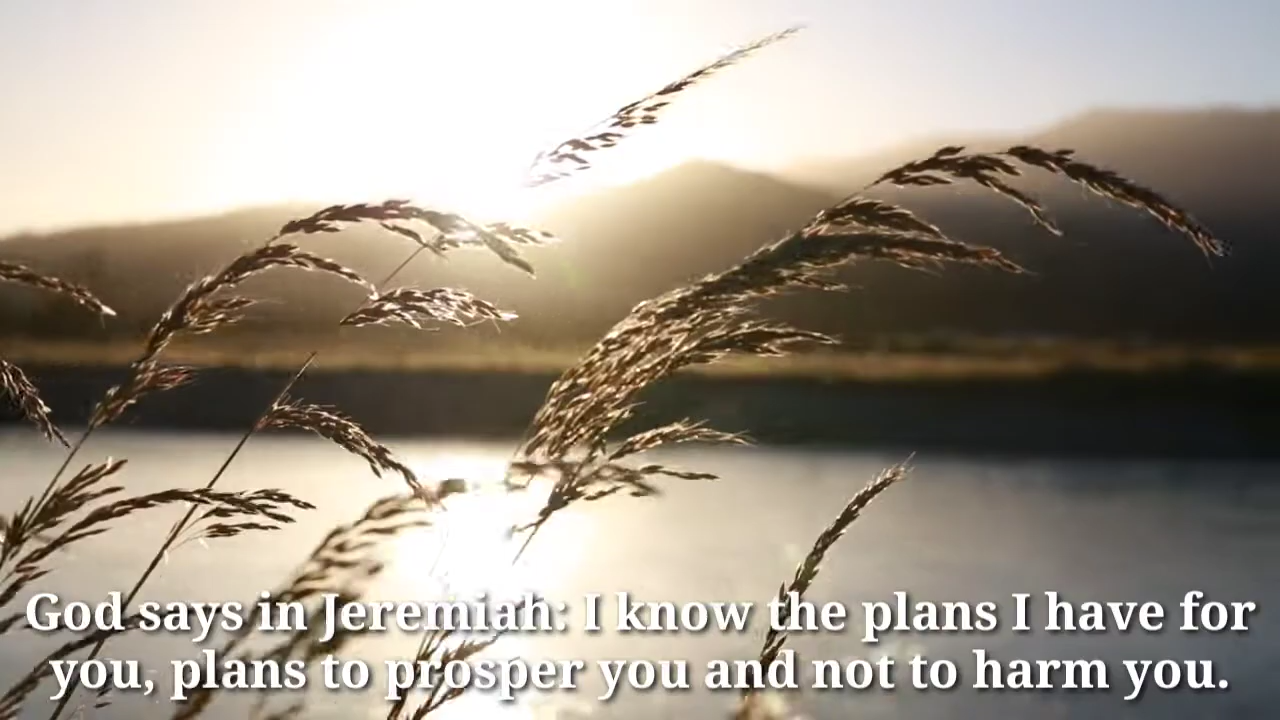 God says in Jeremiah: I know the plans I have for
you, plans to prosper you and not to harm you.